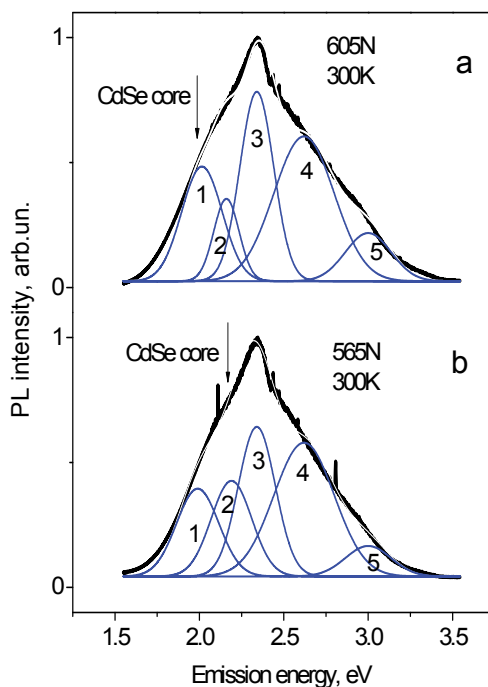 a
605N
300K
CdSe core
1
2
3
4
5
1
0
b
565N
300K
CdSe core
1
2
3
4
5
1
0
PL intensity, arb.un.
1.5 2.0 2.5 3.0 3.5
Emission energy, eV